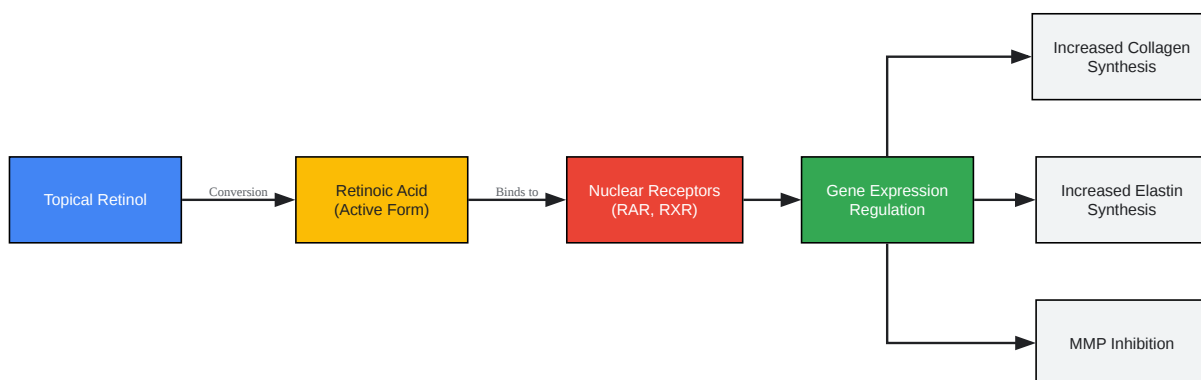 Topical Retinol
Conversion
Retinoic Acid
(Active Form)
Binds to
Nuclear Receptors
(RAR, RXR)
Gene Expression
Regulation
Increased Collagen
Synthesis
Increased Elastin
Synthesis
MMP Inhibition